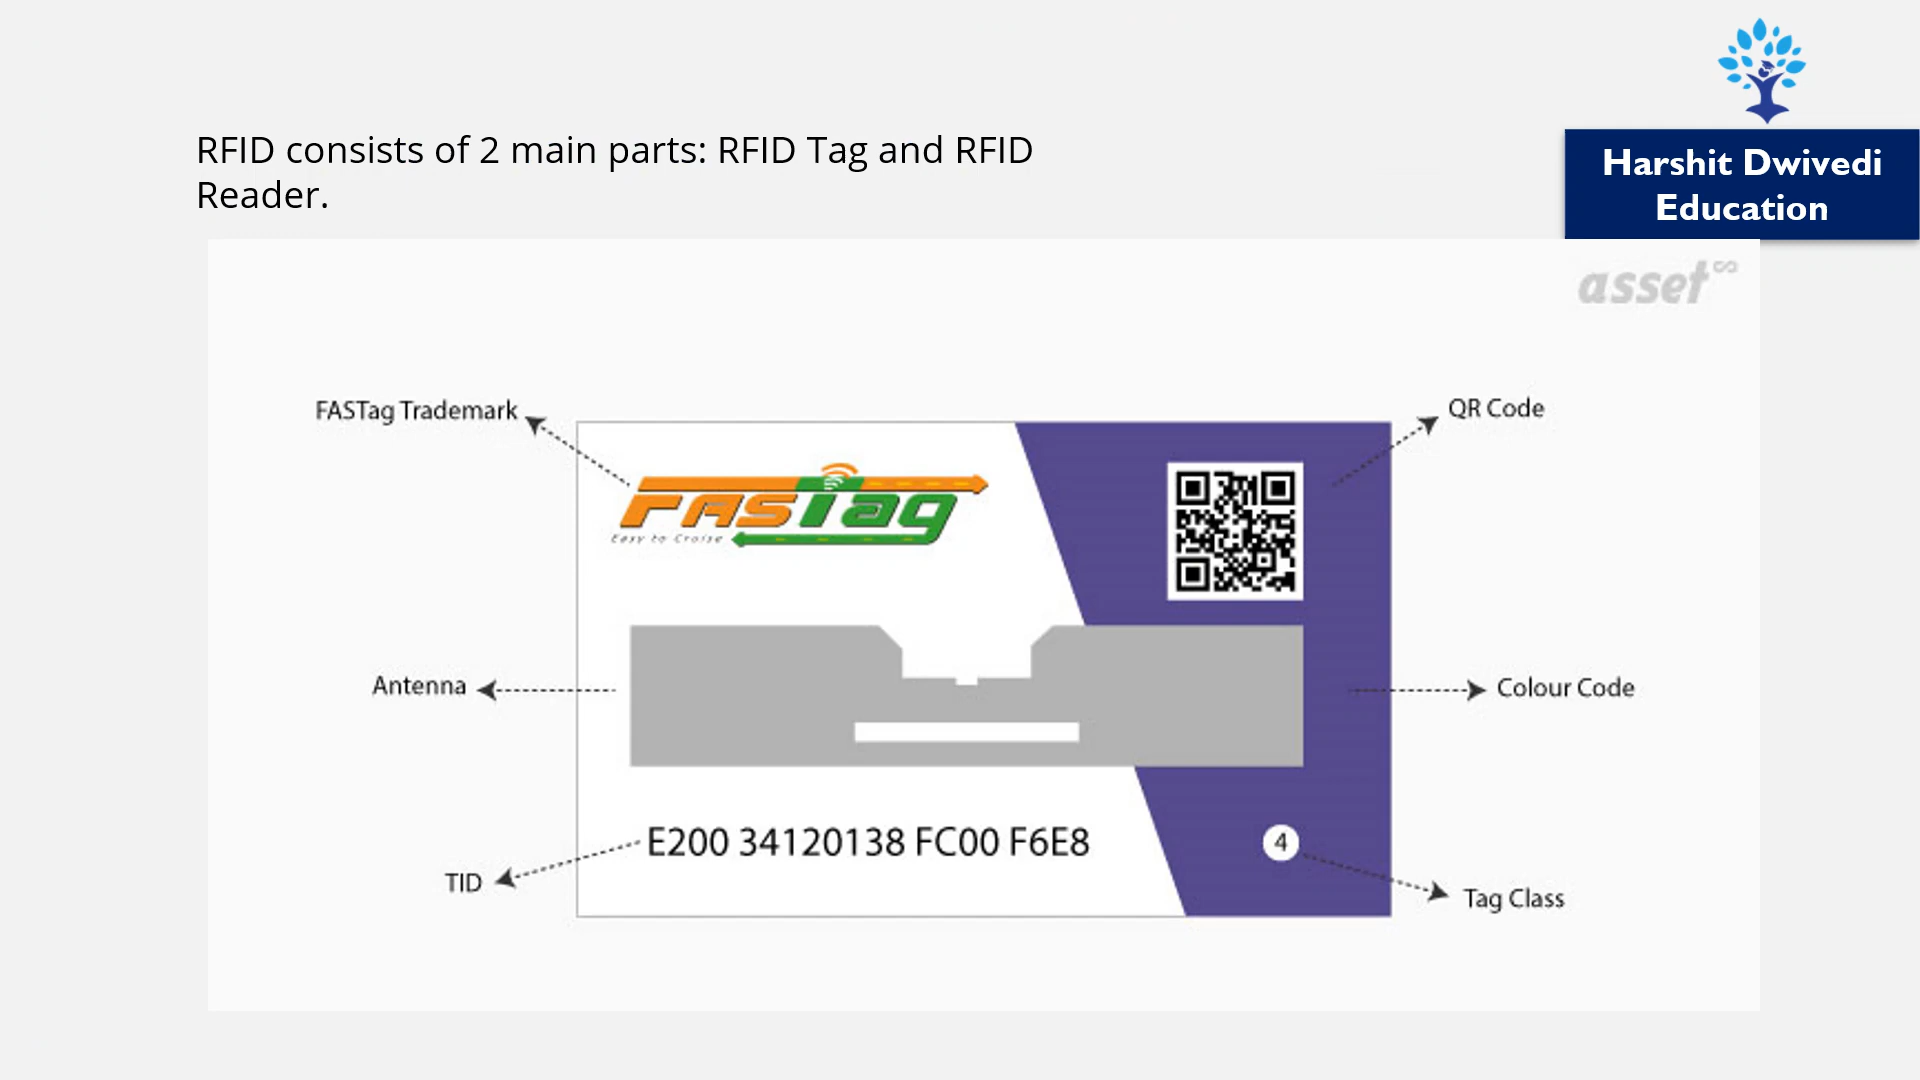 RFID consists of 2 main parts: RFID Tag and RFID
Reader.
Harshit Dwivedi
Education
asset∞
FASTag Trademark
QR Code
FASTag
Easy to Cruise
Antenna
Colour Code
E200 34120138 FC00 F6E8
4
TID
Tag Class